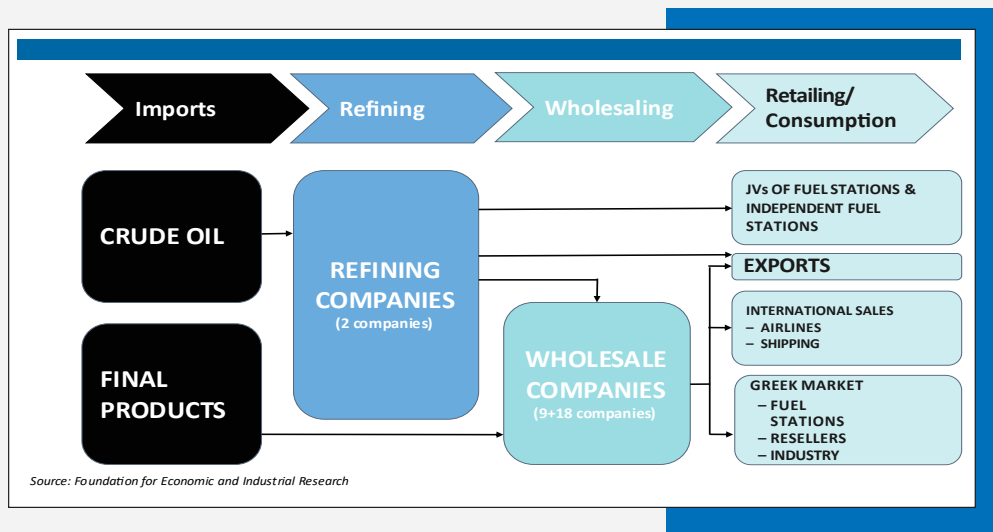 Imports
Refining
Wholesaling
Retailing/
Consumption
CRUDE OIL
FINAL
PRODUCTS
REFINING
COMPANIES
(2 companies)
WHOLESALE
COMPANIES
(9+18 companies)
JVs OF FUEL STATIONS &
INDEPENDENT FUEL
STATIONS
EXPORTS
INTERNATIONAL SALES
– AIRLINES
– SHIPPING
GREEK MARKET
– FUEL
STATIONS
– RESELLERS
– INDUSTRY
Source: Foundation for Economic and Industrial Research